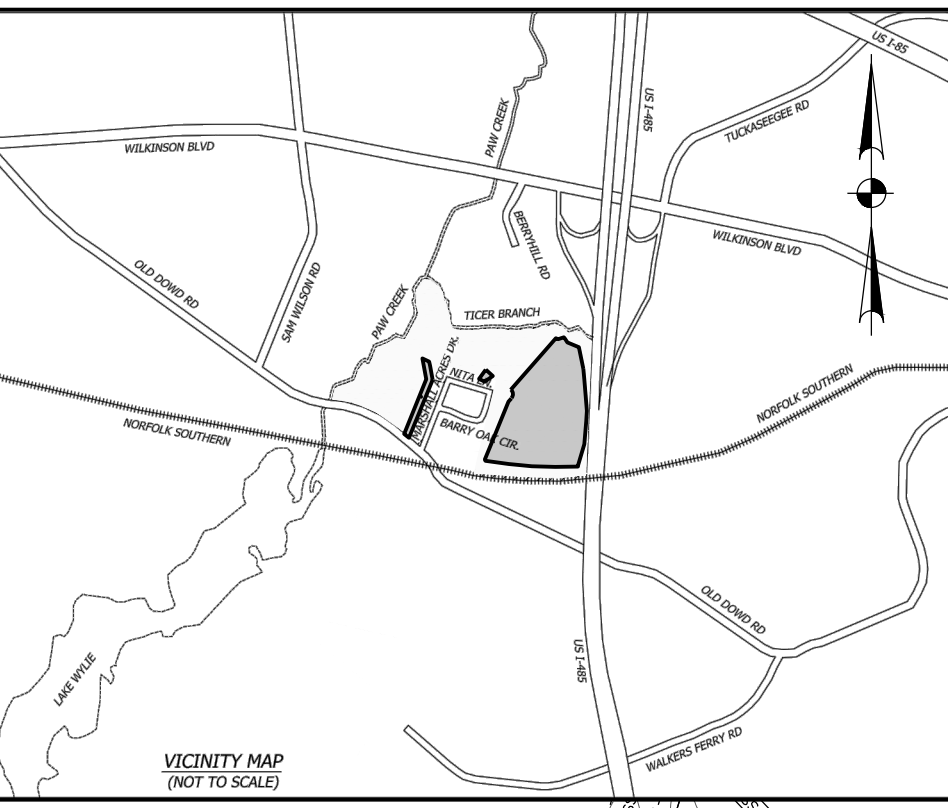 US I-85
US I-485
TUCKASEEGEE RD
PAW CREEK
WILKINSON BLVD
BERRYHILL RD
WILKINSON BLVD
OLD DOWD RD
SAM WILSON RD
PAW CREEK
TICER BRANCH
MARSHALL ACRES DR.
NITA
BARRY OAK CIR.
NORFOLK SOUTHERN
NORFOLK SOUTHERN
OLD DOWD RD
US I-485
LAKE WYLIE
WALKERS FERRY RD
VICINITY MAP
(NOT TO SCALE)